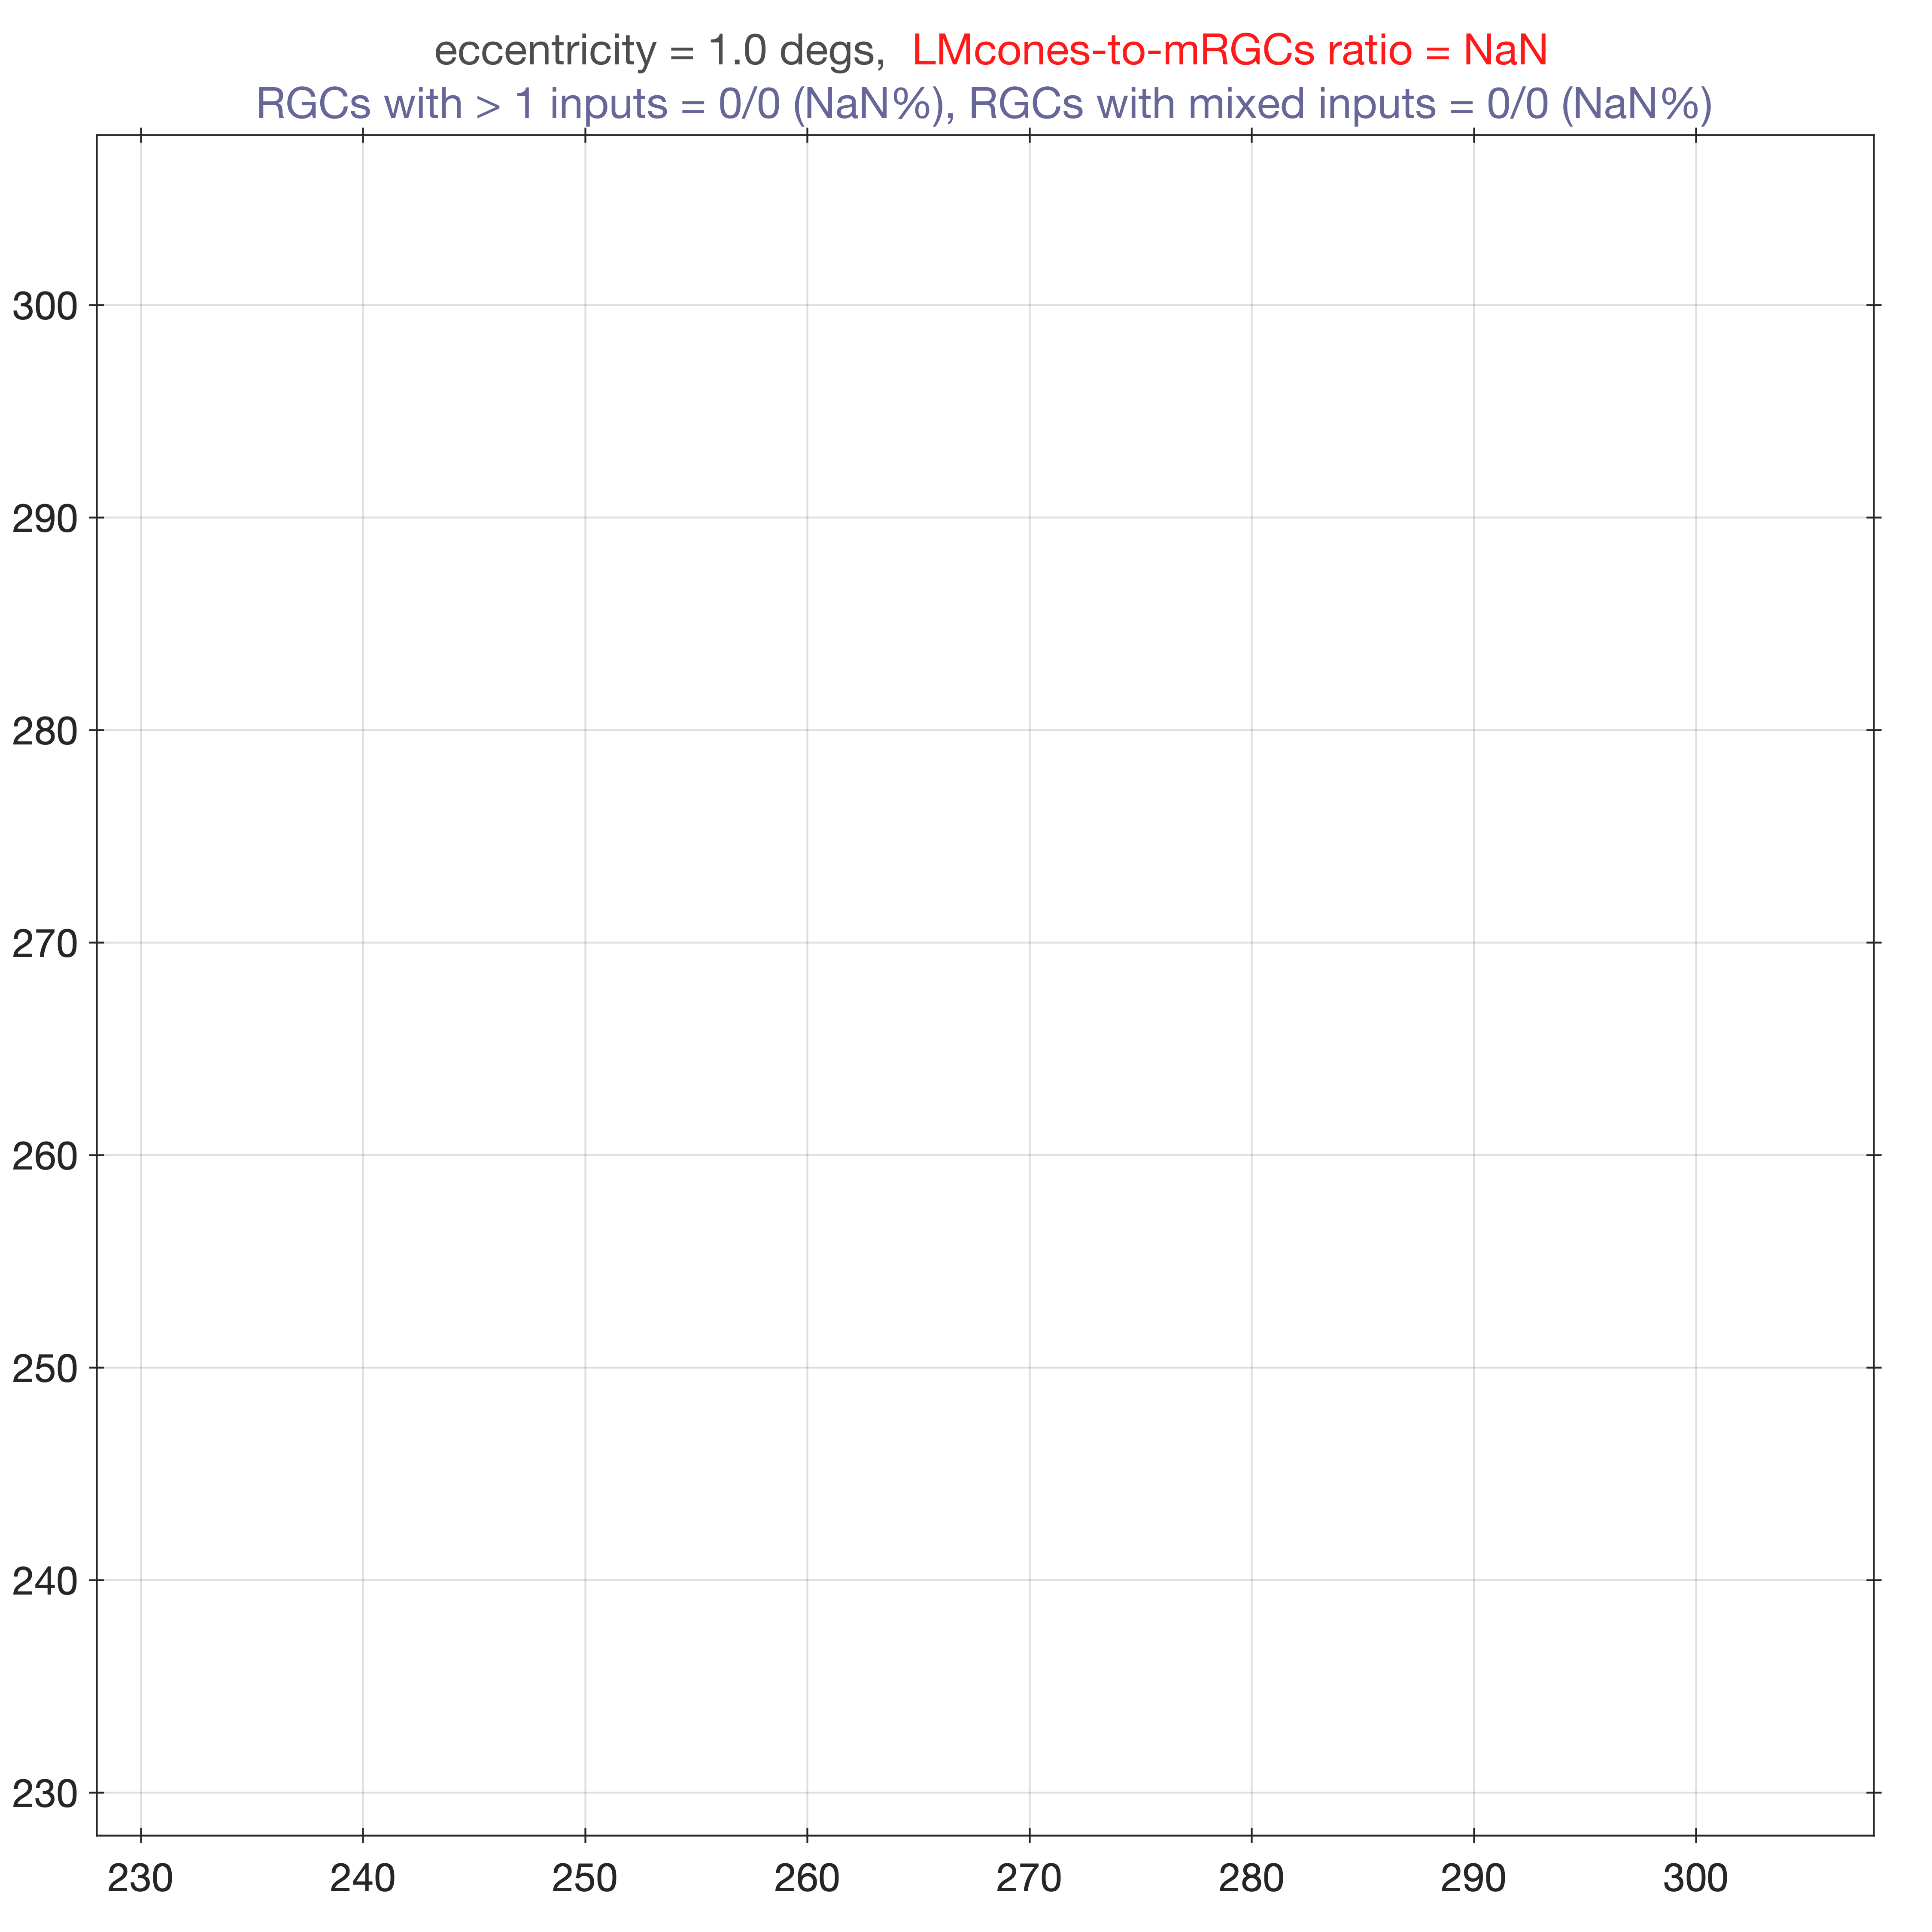 eccentricity = 1.0 degs, LMcones-to-mRGCs ratio = NaN
RGCs with > 1 inputs = 0/0 (NaN%), RGCs with mixed inputs = 0/0 (NaN%)
300
290
280
270
260
250
240
230
230 240 250 260 270 280 290 300